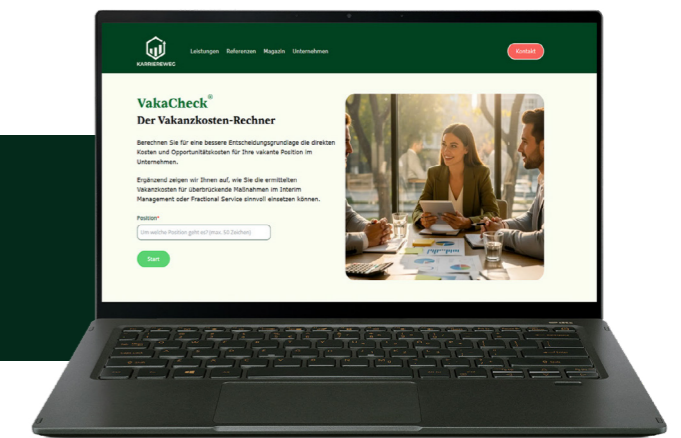 KARRIEREWEG
Leistungen Referenzen Magazin Unternehmen
Kontakt
VakaCheck®
Der Vakanzkosten-Rechner
Berechnen Sie für eine bessere Entscheidungsgrundlage die direkten
Kosten und Opportunitätskosten für Ihre vakante Position im
Unternehmen.
Ergänzend zeigen wir Ihnen auf, wie Sie die ermittelten
Vakanzkosten für überbrückende Maßnahmen im Interim
Management oder Fractional Service sinnvoll einsetzen können.
Position*
Um welche Position geht es? (max. 50 Zeichen)
Start